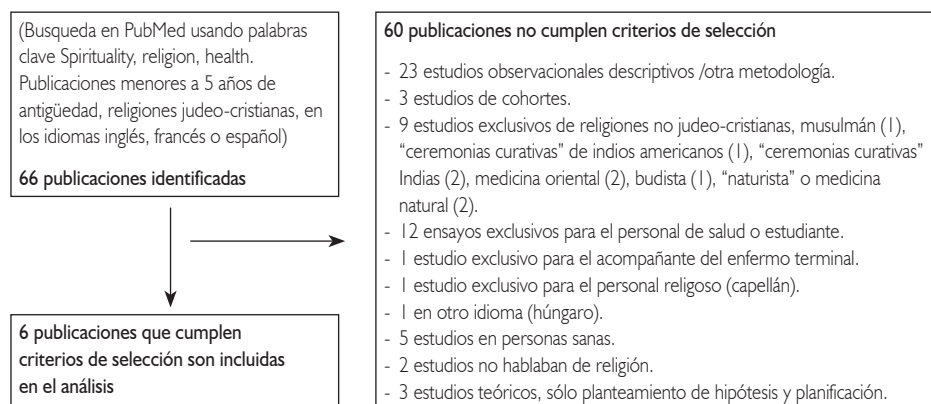 (Busqueda en PubMed usando palabras
clave Spirituality, religion, health.
Publicaciones menores a 5 años de
antigüedad, religiones judeo-cristianas, en
los idiomas inglés, francés o español)
66 publicaciones identificadas
6 publicaciones que cumplen
criterios de selección son incluidas
en el análisis
60 publicaciones no cumplen criterios de selección
- 23 estudios observacionales descriptivos /otra metodología.
- 3 estudios de cohortes.
- 9 estudios exclusivos de religiones no judeo-cristianas, musulmán (1),
“ceremonias curativas” de indios americanos (1), “ceremonias curativas”
Indias (2), medicina oriental (2), budista (1), “naturista” o medicina
natural (2).
- 12 ensayos exclusivos para el personal de salud o estudiante.
- 1 estudio exclusivo para el acompañante del enfermo terminal.
- 1 estudio exclusivo para el personal religoso (capellán).
- 1 en otro idioma (húngaro).
- 5 estudios en personas sanas.
- 2 estudios no hablaban de religión.
- 3 estudios teóricos, sólo planteamiento de hipótesis y planificación.